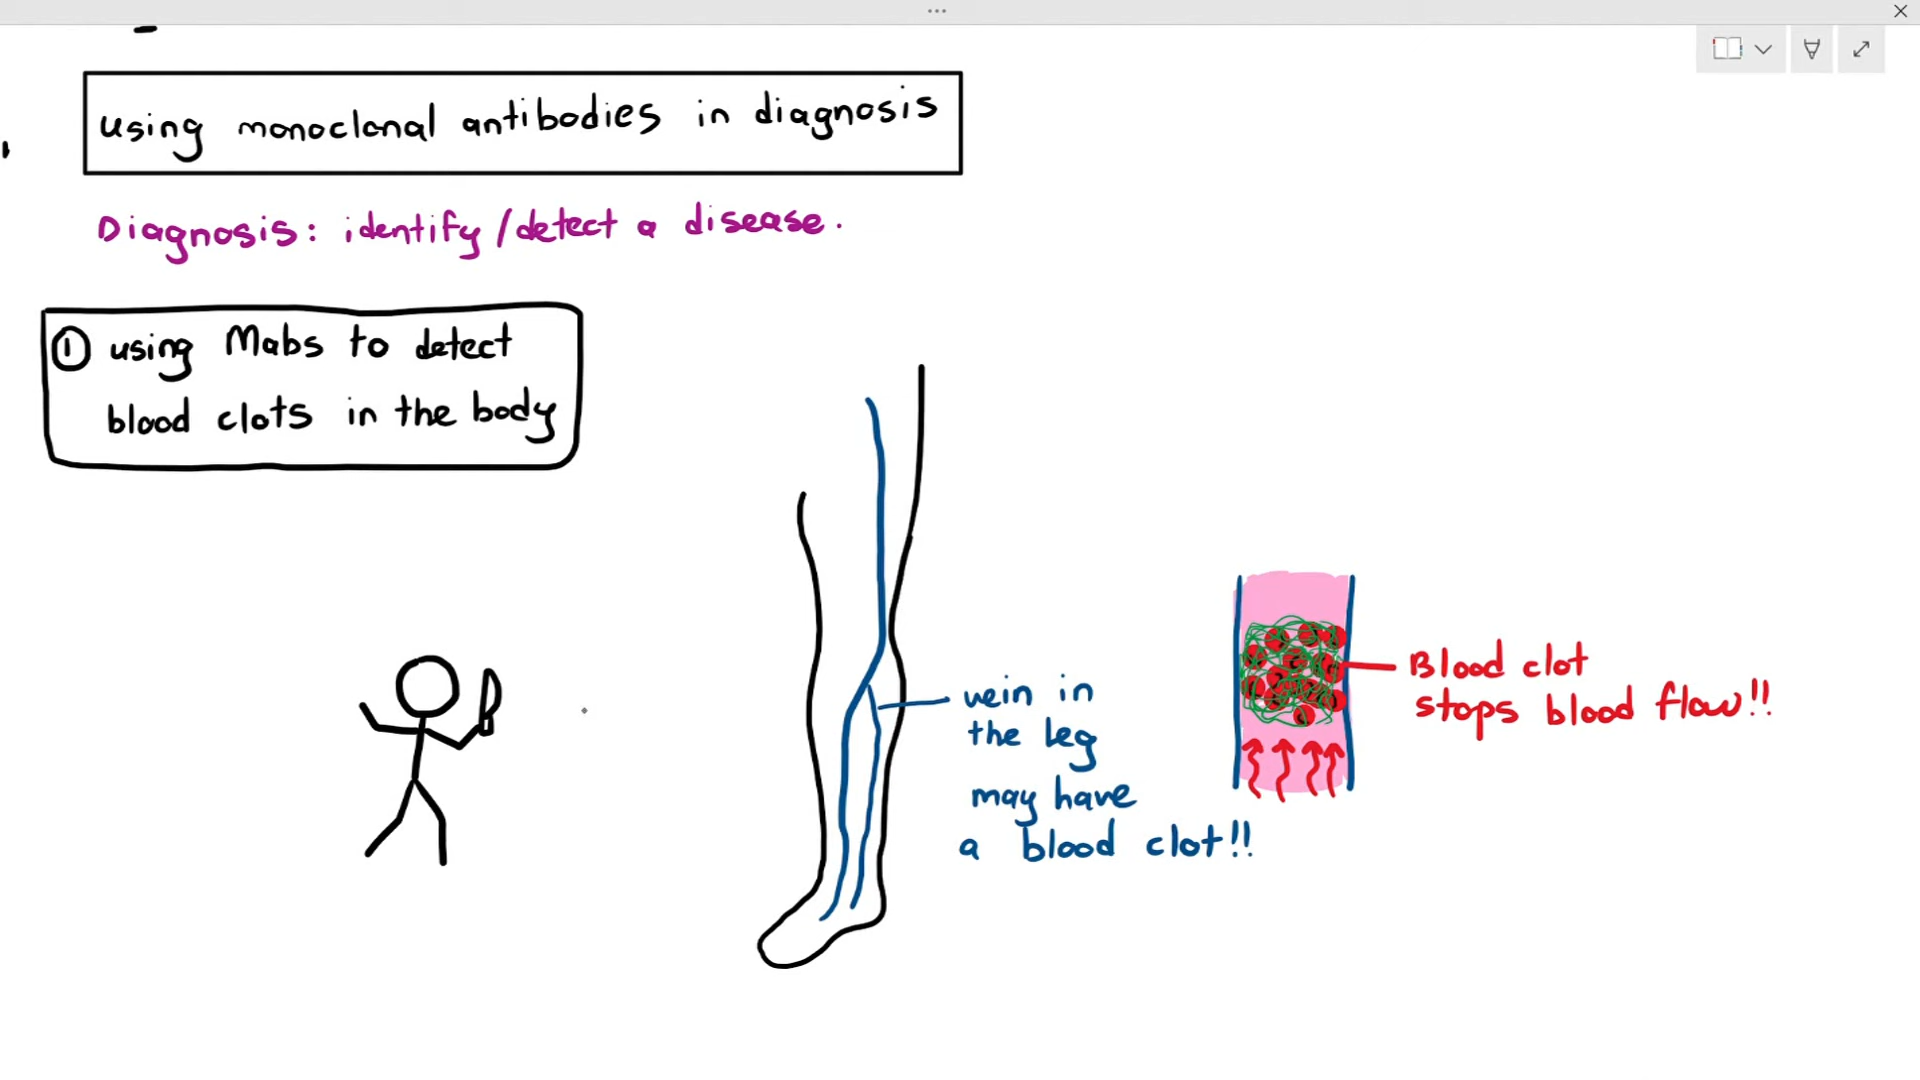 using monoclonal antibodies in diagnosis
Diagnosis: identify/detect a disease.
① using Mabs to detect
blood clots in the body
vein in
the leg
may have
a blood clot!!
Blood clot
stops blood flow!!